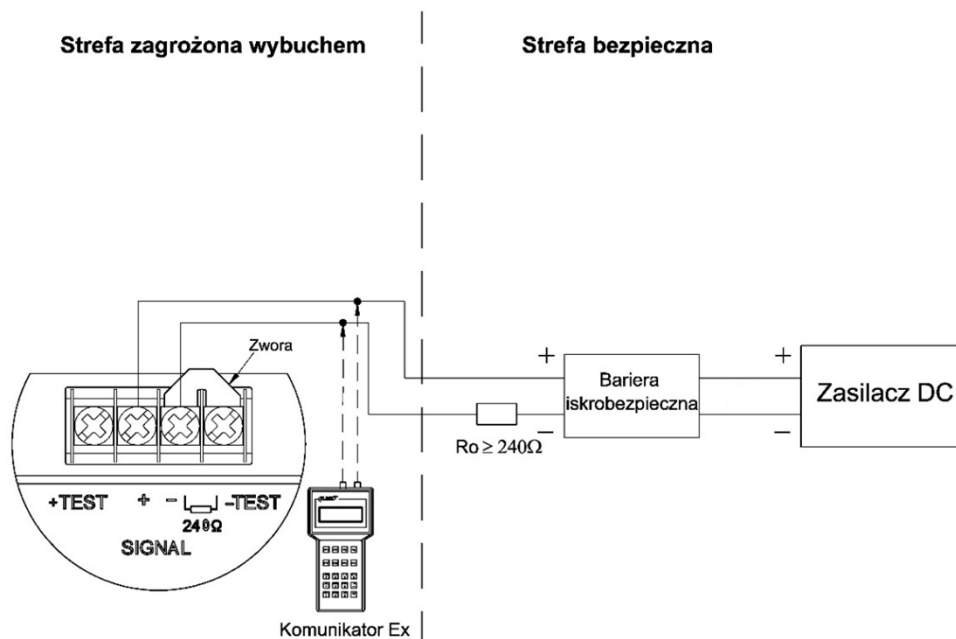 Strefa zagrożona wybuchem
Strefa bezpieczna
Zwora
+
+
Bariera
iskrobezpieczna
Zasilacz DC
−
−
Ro ≥ 240Ω
+TEST + − −TEST
240Ω
SIGNAL
Komunikator Ex